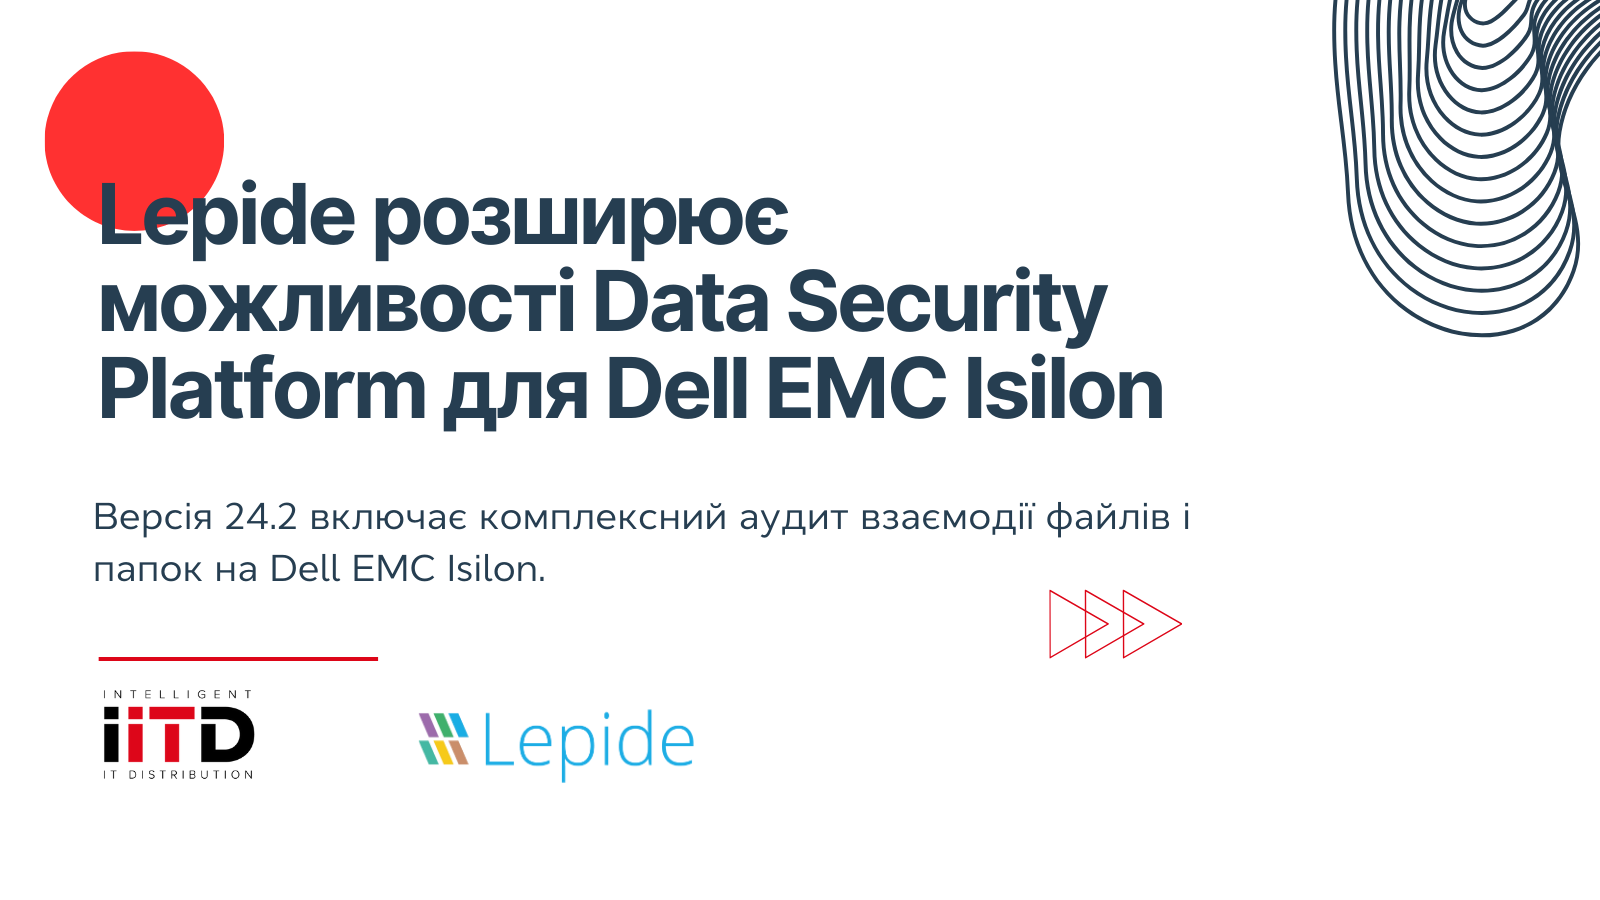 Lepide розширює
можливості Data Security
Platform для Dell EMC Isilon
Версія 24.2 включає комплексний аудит взаємодії файлів і
папок на Dell EMC Isilon.
INTELLIGENT
iiTD
IT DISTRIBUTION
Lepide